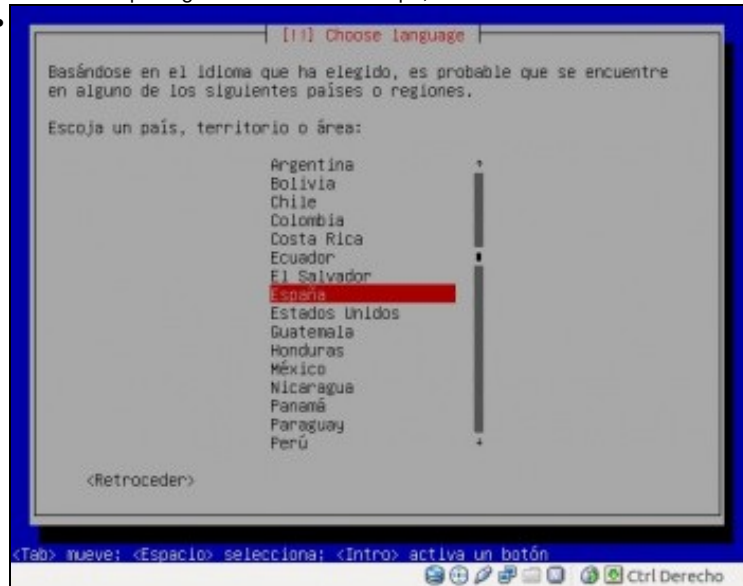 [!!] Choose language
Basándose en el idioma que ha elegido, es probable que se encuentre
en alguno de los siguientes países o regiones.
Escoja un país, territorio o área:
Argentina
Bolivia
Chile
Colombia
Costa Rica
Ecuador
El Salvador
España
Estados Unidos
Guatemala
Honduras
México
Nicaragua
Panamá
Paraguay
Perú
<Retroceder>
<Tab> mueve; <Espacio> selecciona; <Intro> activa un botón
Ctrl Derecho